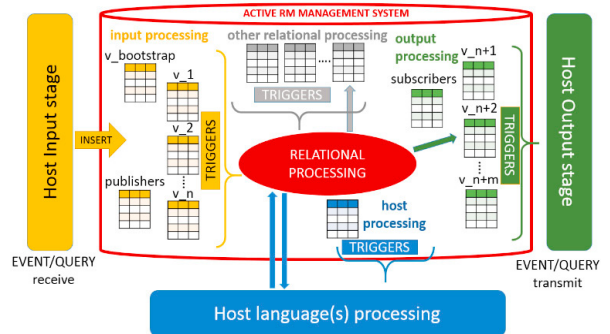 ACTIVE RM MANAGEMENT SYSTEM
input processing
other relational processing
output
processing
v_bootstrap
v_1
v_2
v_n
publishers
TRIGGERS
....
TRIGGERS
subscribers
v_n+1
v_n+2
v_n+m
TRIGGERS
Host Input stage
INSERT
RELATIONAL
PROCESSING
host
processing
TRIGGERS
Host Output stage
EVENT/QUERY
receive
EVENT/QUERY
transmit
Host language(s) processing